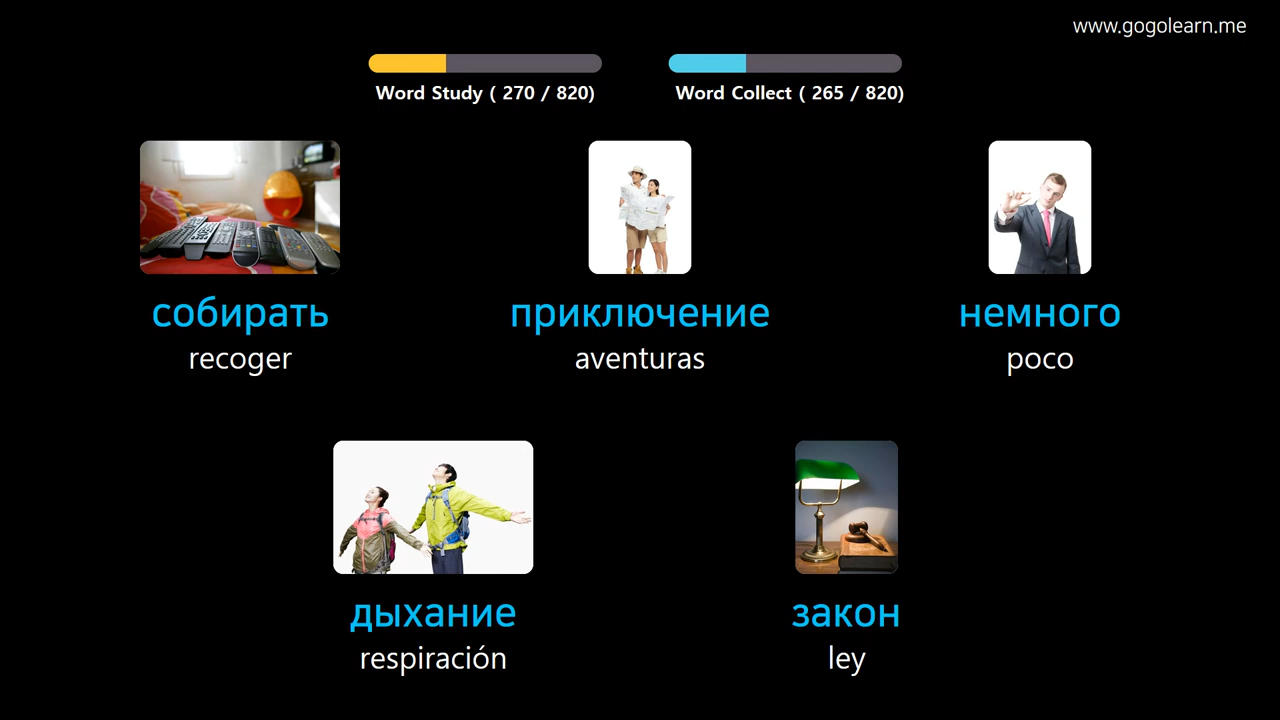 www.gogolearn.me
Word Study ( 270 / 820)
Word Collect ( 265 / 820)
собирать
recoger
приключение
aventuras
немного
poco
дыхание
respiración
закон
ley